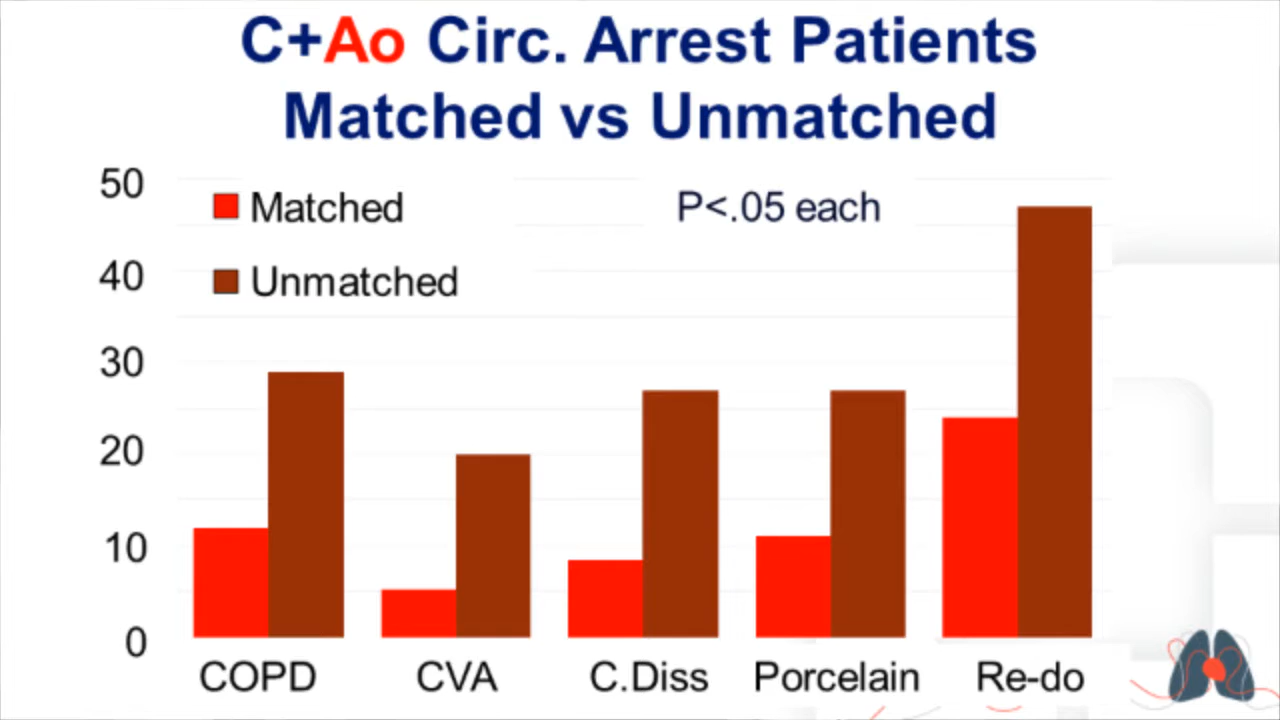 C+Ao Circ. Arrest Patients
Matched vs Unmatched
50
40
30
20
10
0
Matched
Unmatched
P<.05 each
COPD
CVA
C.Diss
Porcelain
Re-do